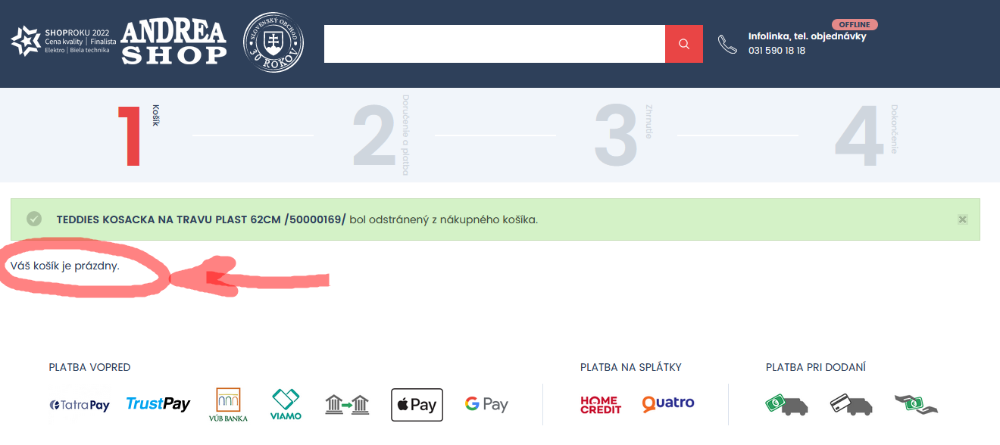 SHOPROKU 2022
Cena kvality | Finalista
Elektro | Biela technika
ANDREA
SHOP
SLOVENSKÝ OBCHOD
30 ROKOV
OFFLINE
Infolinka, tel. objednávky
031 590 18 18
1 Košík
2 Doručenie a platba
3 Zhrnutie
4 Dokončenie
TEDDIES KOSACKA NA TRAVU PLAST 62CM /50000169/ bol odstránený z nákupného košíka.
Váš košík je prázdny.
PLATBA VOPRED
TatraPay
TrustPay
VÚB BANKA
VIAMO
Pay
G Pay
PLATBA NA SPLÁTKY
HOME
CREDIT
Quatro
PLATBA PRI DODANÍ